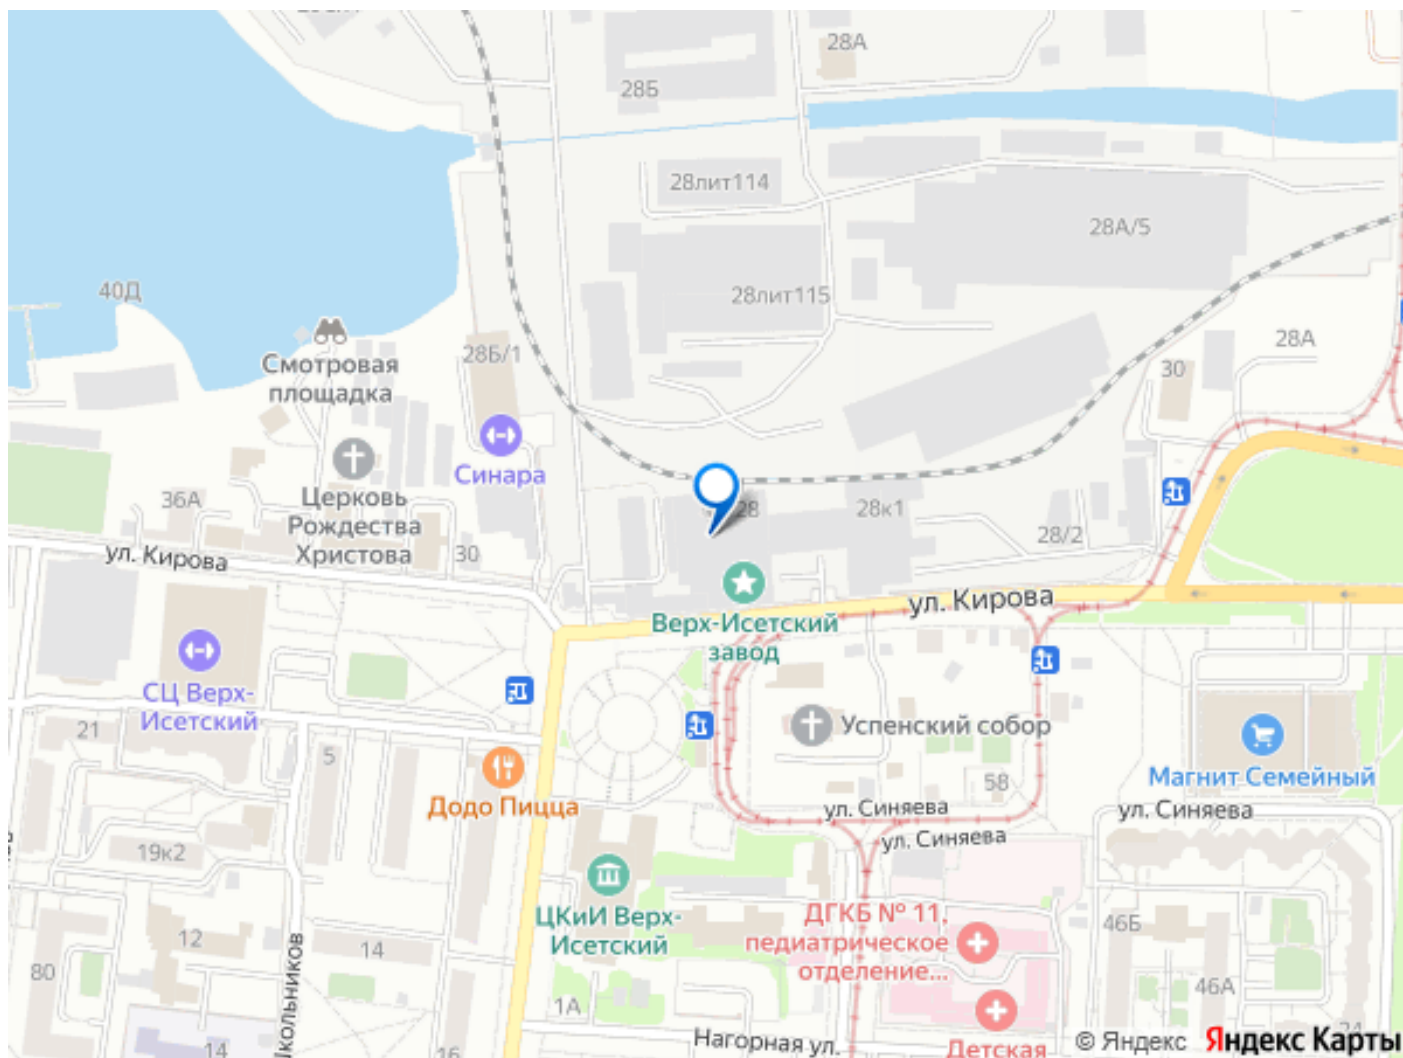 28А
28Б
28лит114
28А/5
40Д
28лит115
28Б/1
28А
30
Смотровая
площадка
Синара
36А
Церковь
Рождества
Христова
28
28к1
28/2
30
ул. Кирова
ул. Кирова
Верх-Исетский
завод
СЦ Верх-
Исетский
21
5
Успенский собор
Додо Пицца
58
Магнит Семейный
ул. Синяева
ул. Синяева
ул. Синяева
19к2
ЦКиИ Верх-
Исетский
ДГКБ № 11.
педиатрическое
отделение...
46Б
12
14
80
1А
46А
14
16
Нагорная ул.
Детская
24
© Яндекс
Яндекс Карты